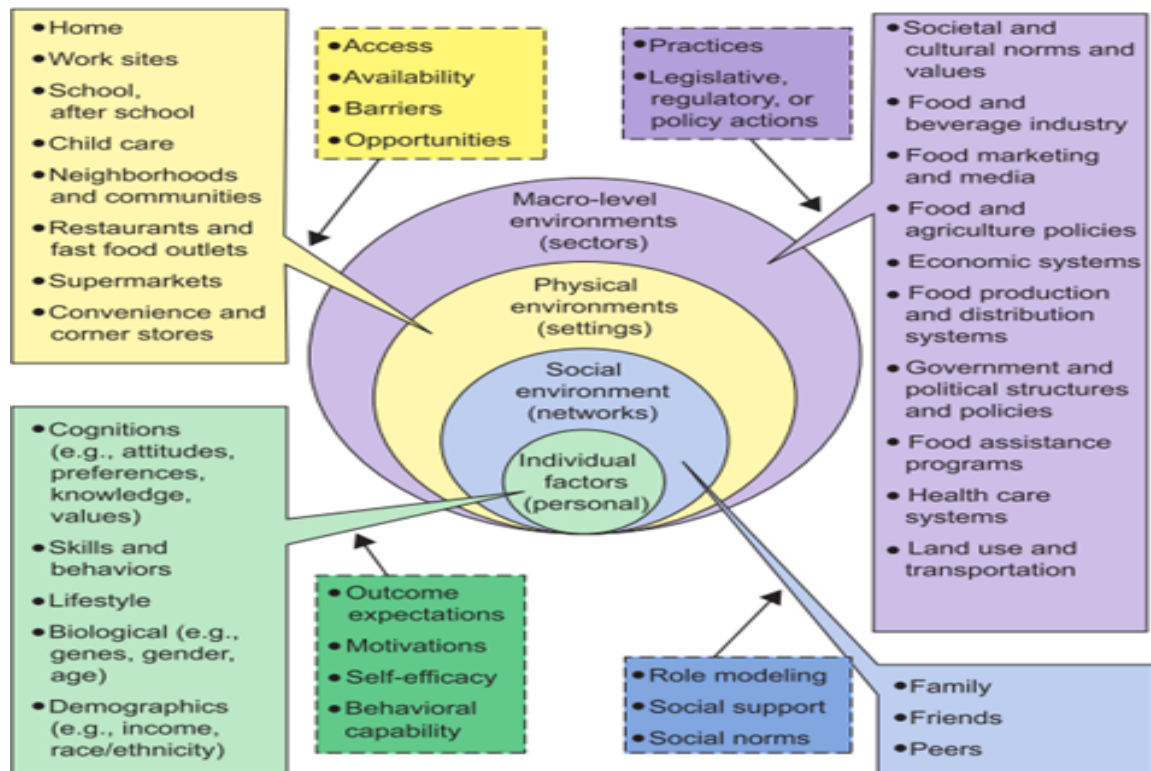 • Home
• Work sites
• School,
after school
• Child care
• Neighborhoods
and communities
• Restaurants and
fast food outlets
• Supermarkets
• Convenience and
corner stores
• Access
• Availability
• Barriers
• Opportunities
• Practices
• Legislative,
regulatory, or
policy actions
• Societal and
cultural norms and
values
• Food and
beverage industry
• Food marketing
and media
• Food and
agriculture policies
• Economic systems
• Food production
and distribution
systems
• Government and
political structures
and policies
• Food assistance
programs
• Health care
systems
• Land use and
transportation
Macro-level
environments
(sectors)
Physical
environments
(settings)
Social
environment
(networks)
Individual
factors
(personal)
• Cognitions
(e.g., attitudes,
preferences,
knowledge,
values)
• Skills and
behaviors
• Lifestyle
• Biological (e.g.,
genes, gender,
age)
• Demographics
(e.g., income,
race/ethnicity)
• Outcome
expectations
• Motivations
• Self-efficacy
• Behavioral
capability
• Role modeling
• Social support
• Social norms
• Family
• Friends
• Peers